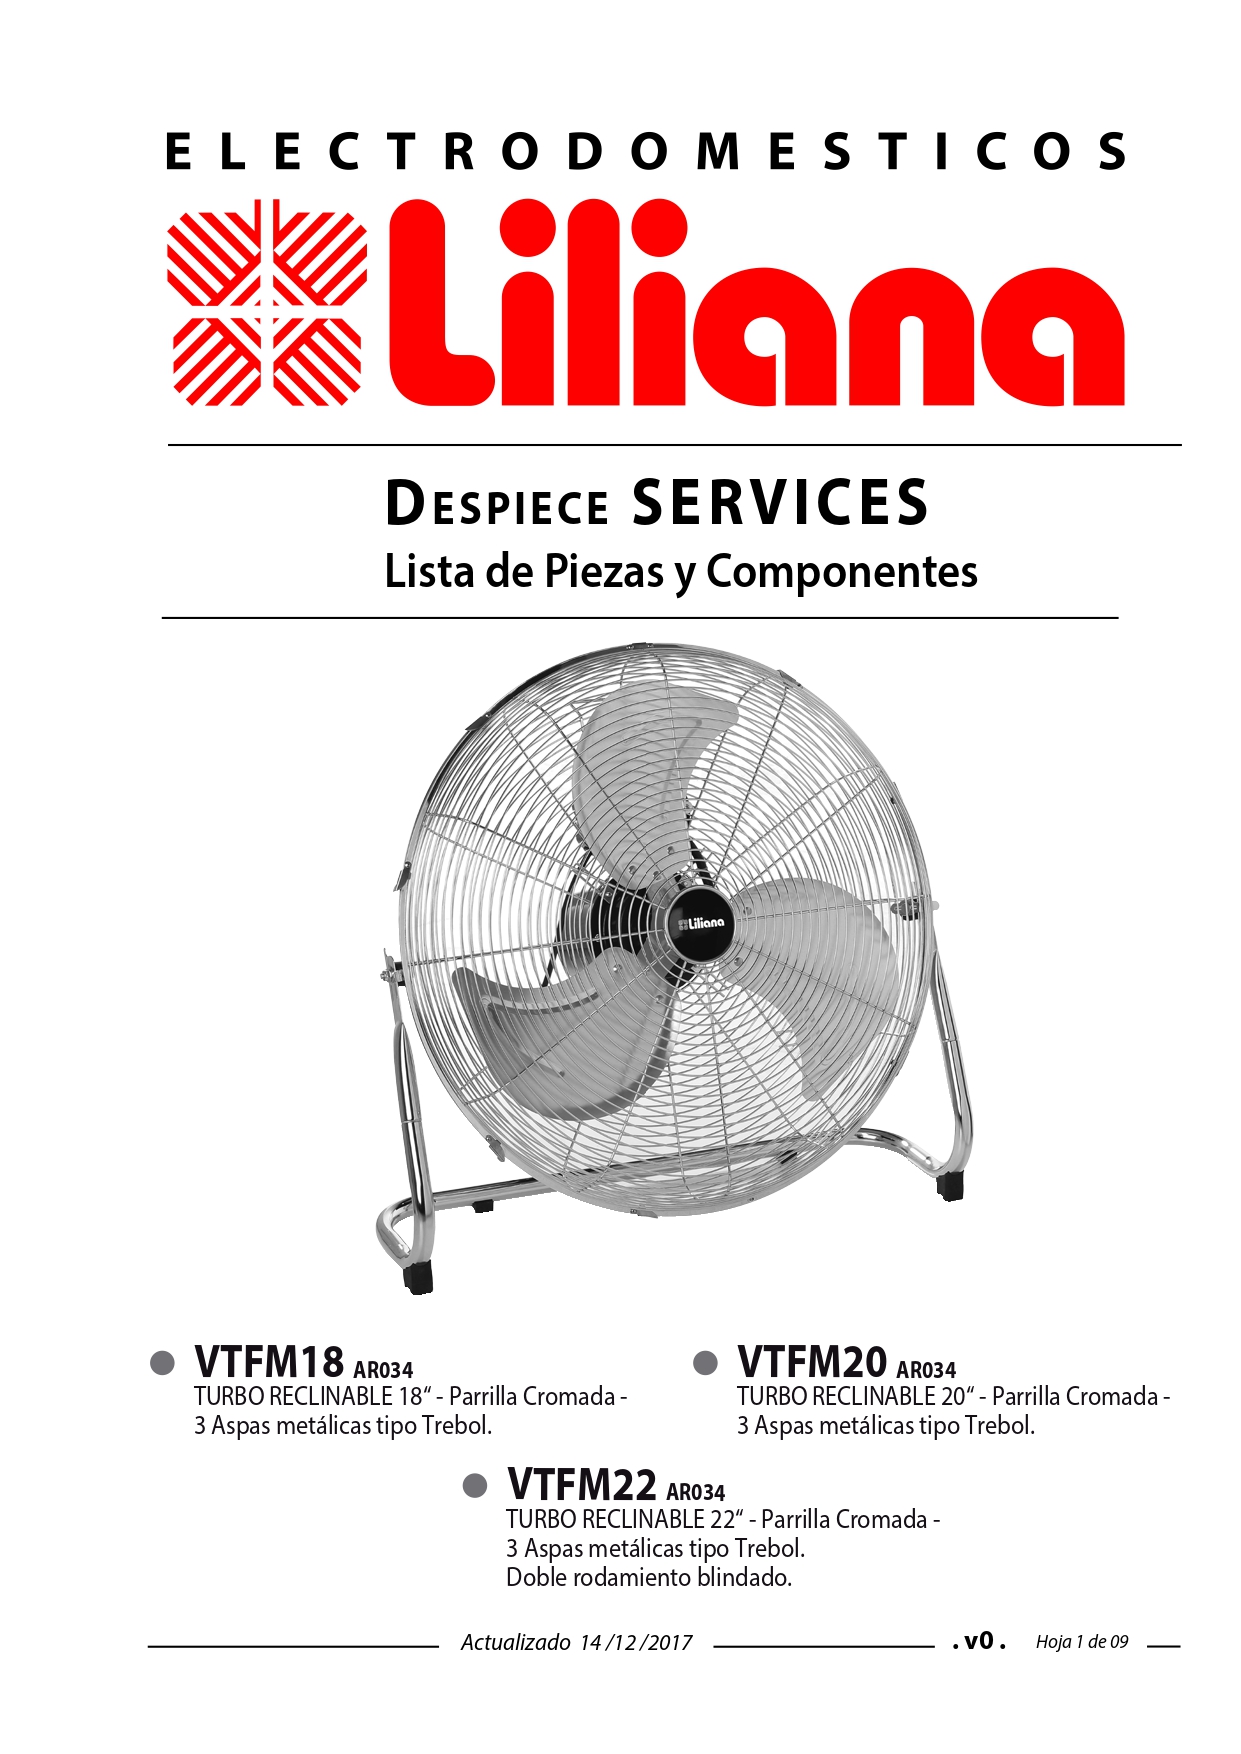 ELECTRODOMESTICOS
Liliana
DESPIECE SERVICES
Lista de Piezas y Componentes
Liliana
VTFM18 AR034
TURBO RECLINABLE 18“ - Parrilla Cromada -
3 Aspas metálicas tipo Trebol.
VTFM20 AR034
TURBO RECLINABLE 20“ - Parrilla Cromada -
3 Aspas metálicas tipo Trebol.
VTFM22 AR034
TURBO RECLINABLE 22“ - Parrilla Cromada -
3 Aspas metálicas tipo Trebol.
Doble rodamiento blindado.
Actualizado 14 /12 /2017 . v0 . Hoja 1 de 09